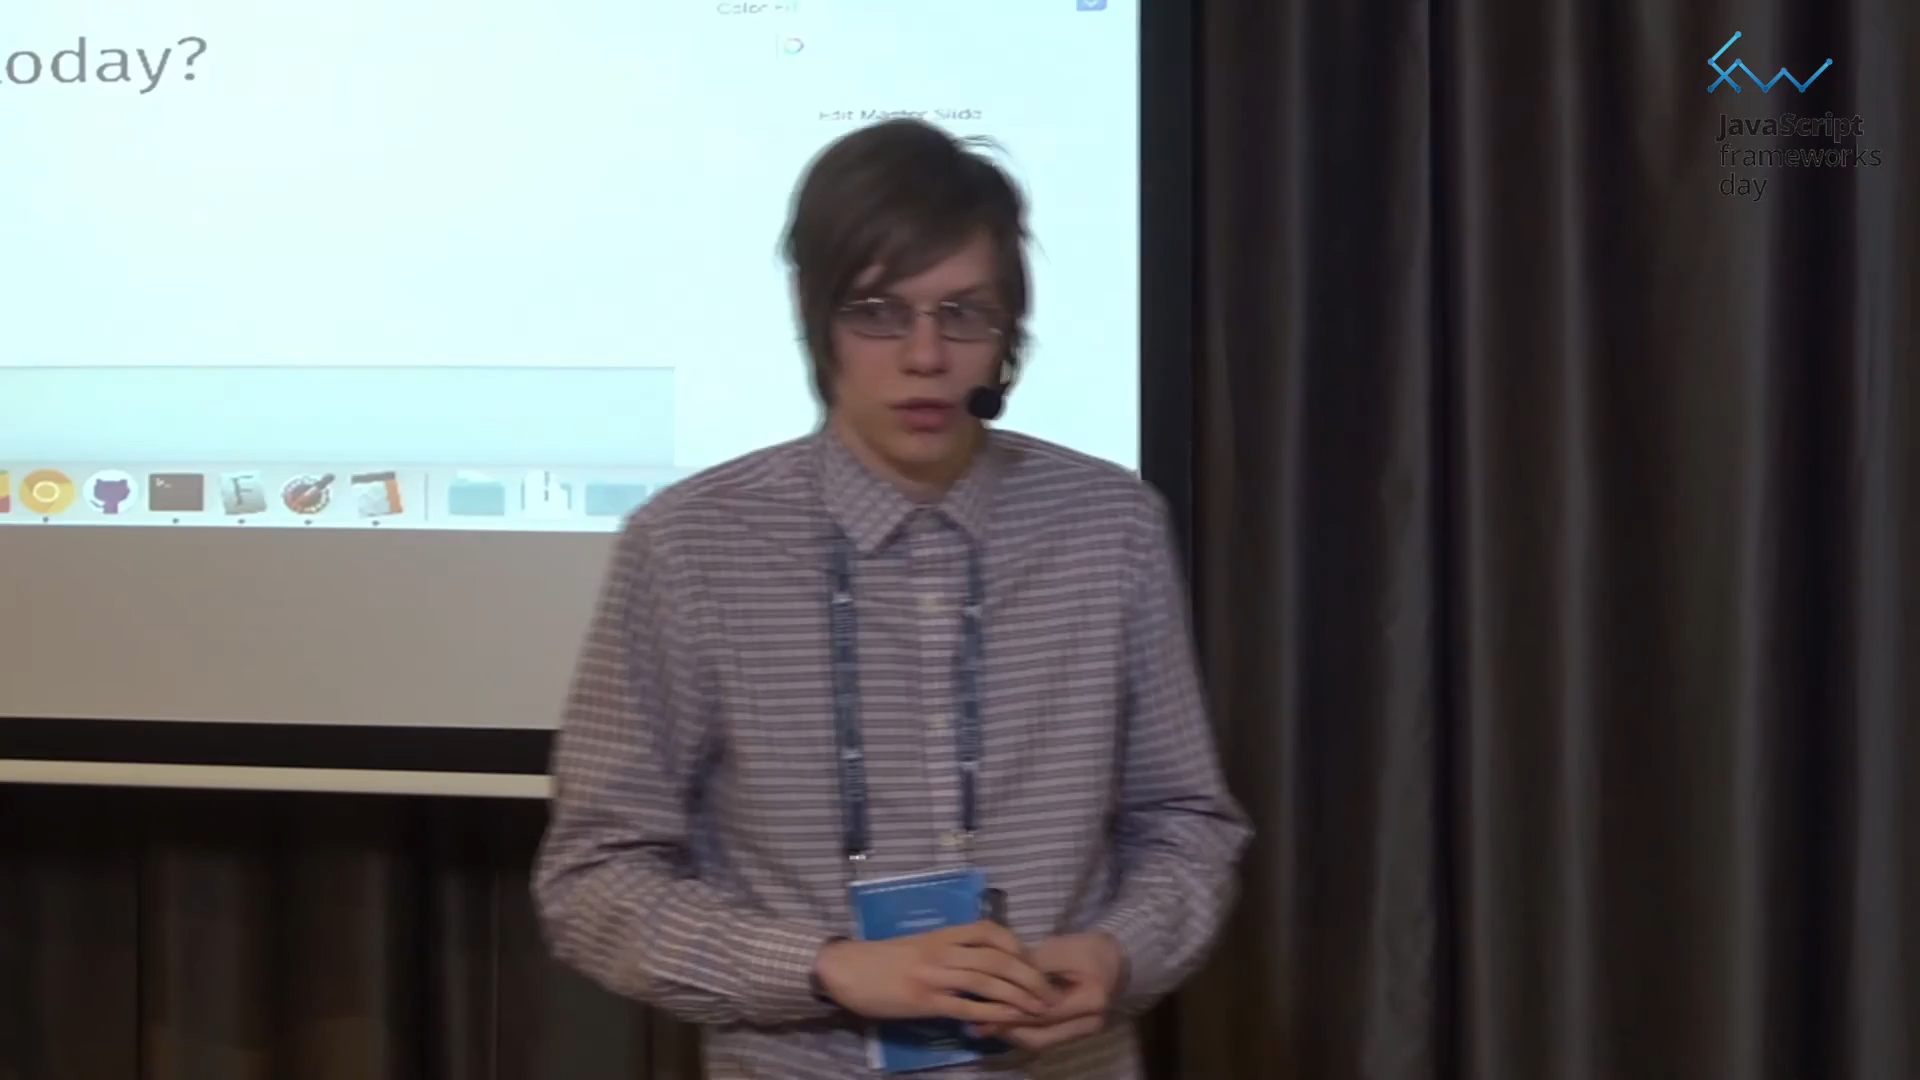 Color Fill
oday?
Edit Master Slide
JavaScript
frameworks
day